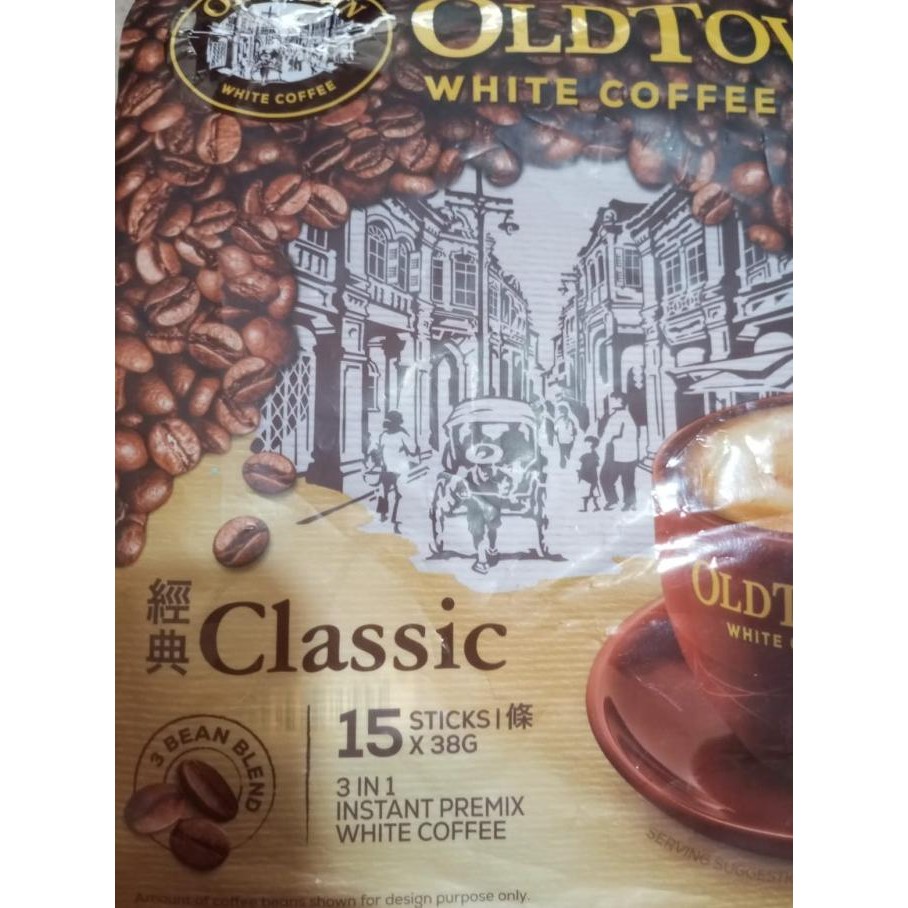 OLDTOW
WHITE COFFEE
WHITE COFFEE
OLDT
WHITE
經典
Classic
3 BEAN BLEND
15 STICKS | 條
X 38G
3 IN 1
INSTANT PREMIX
WHITE COFFEE
SERVING SUGGESTI
Amount of coffee beans shown for design purpose only.